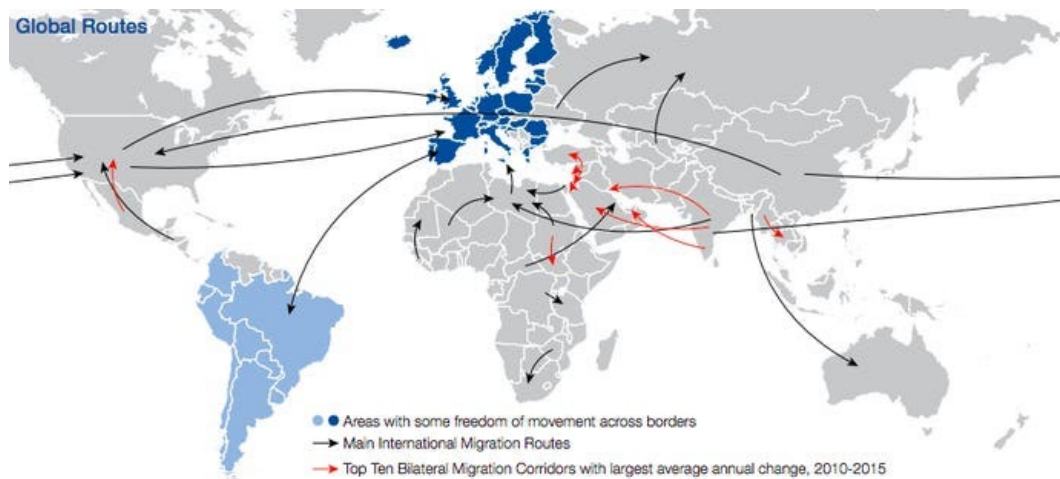 Global Routes
Areas with some freedom of movement across borders
Main International Migration Routes
Top Ten Bilateral Migration Corridors with largest average annual change, 2010-2015